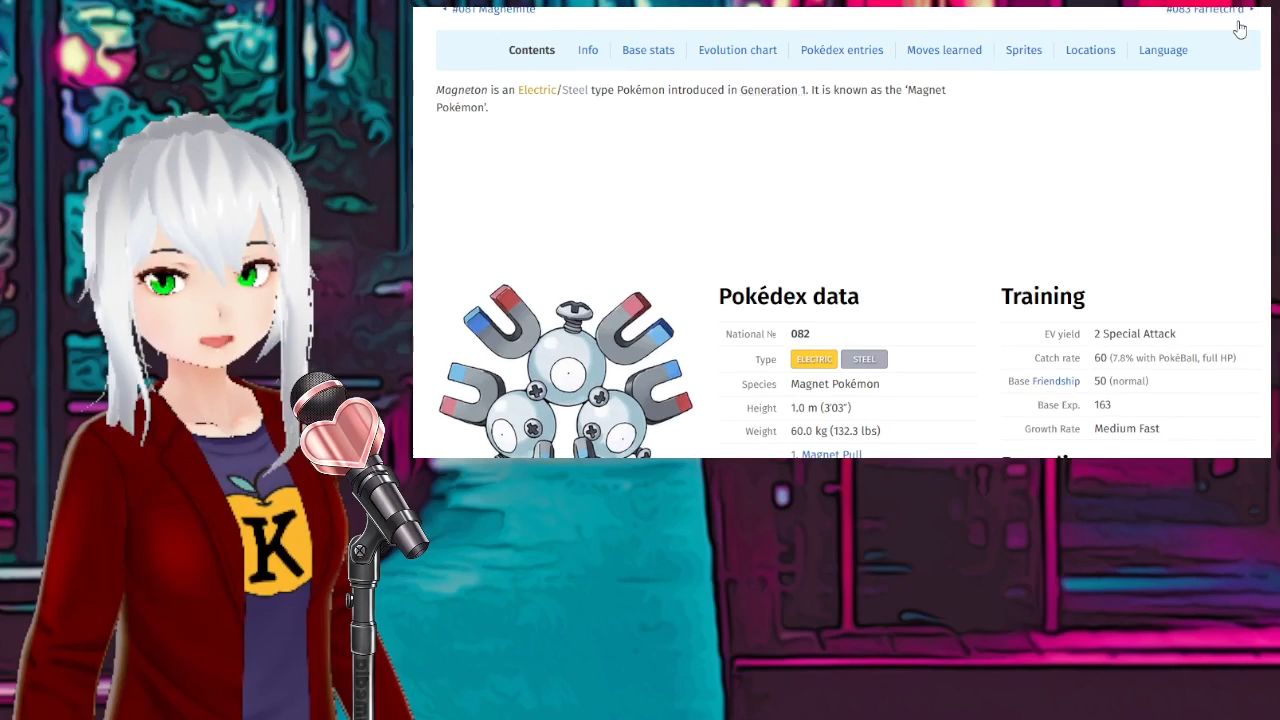 #081 Magnemite
#083 Farfetch'd
Contents Info Base stats Evolution chart Pokédex entries Moves learned Sprites Locations Language
Magneton is an Electric/Steel type Pokémon introduced in Generation 1. It is known as the ‘Magnet
Pokémon’.
Pokédex data
National № 082
Type ELECTRIC STEEL
Species Magnet Pokémon
Height 1.0 m (3′03″)
Weight 60.0 kg (132.3 lbs)
1. Magnet Pull
Training
EV yield 2 Special Attack
Catch rate 60 (7.8% with PokéBall, full HP)
Base Friendship 50 (normal)
Base Exp. 163
Growth Rate Medium Fast
K